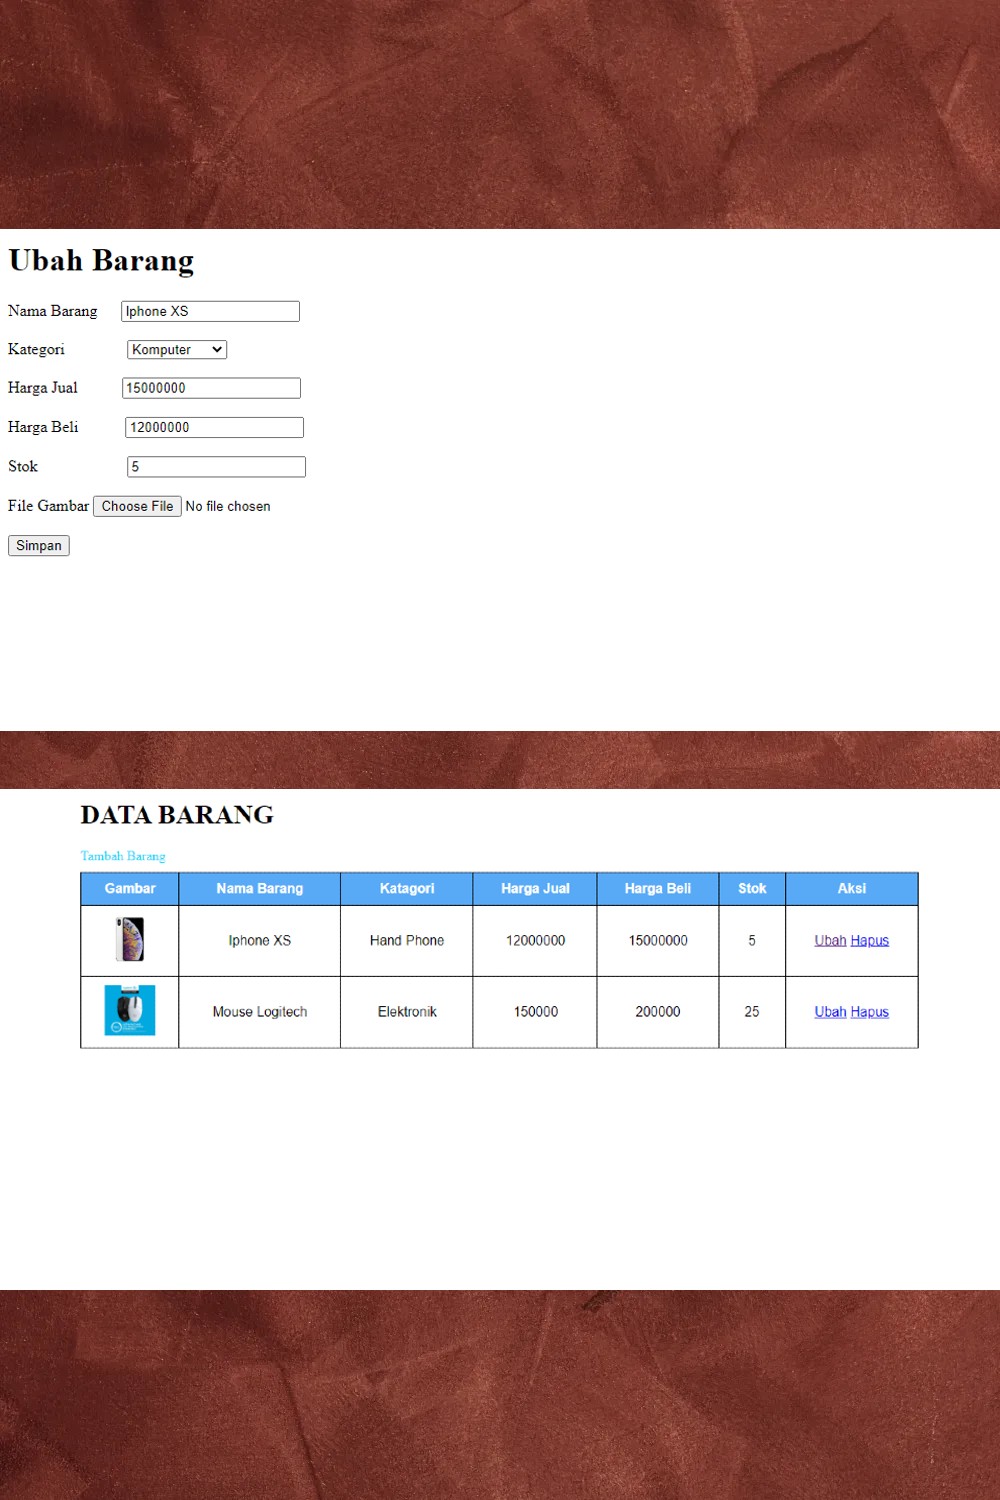 Ubah Barang
Nama Barang Iphone XS
Kategori Komputer
Harga Jual 15000000
Harga Beli 12000000
Stok 5
File Gambar Choose File No file chosen
Simpan
DATA BARANG
Tambah Barang
Gambar Nama Barang Katagori Harga Jual Harga Beli Stok Aksi
Iphone XS Hand Phone 12000000 15000000 5 Ubah Hapus
Mouse Logitech Elektronik 150000 200000 25 Ubah Hapus